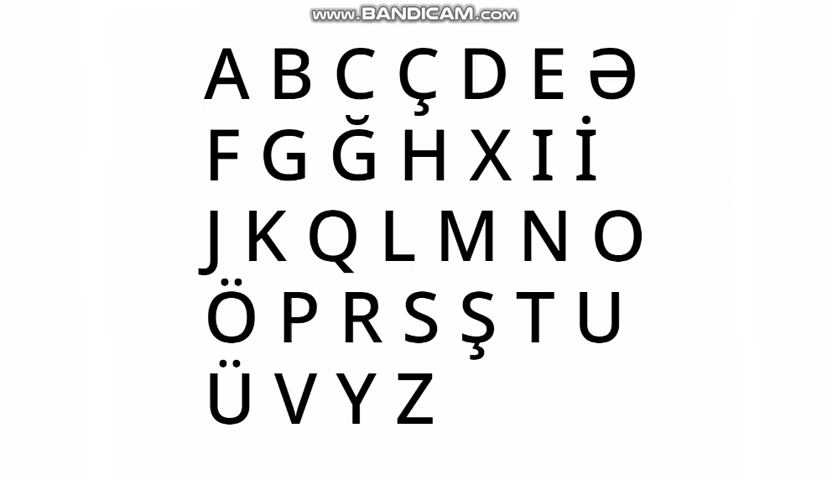 www.BANDICAM.com
A B C Ç D E Ə
F G Ğ H X I İ
J K Q L M N O
Ö P R S Ş T U
Ü V Y Z